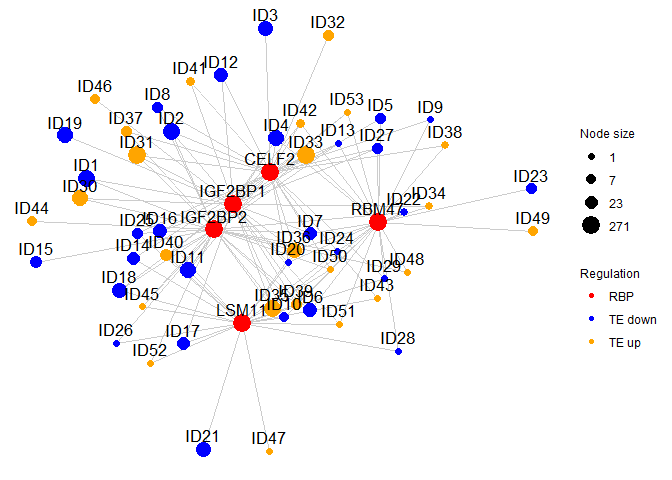 ID3
ID32
ID12
ID41
ID46
ID8
ID53
ID5
ID9
ID42
ID37
ID19
ID2
ID4
ID13
ID27
ID38
ID31
ID33
CELF2
ID1
ID30
IGF2BP1
ID23
ID34
ID22
RBM47
ID44
ID25
ID16
IGF2BP2
ID7
ID49
ID36
ID24
ID15
ID14
ID40
ID20
ID50
ID11
ID48
ID29
ID18
ID45
ID35
ID39
ID43
LSM11
ID10
ID6
ID51
ID26
ID17
ID28
ID52
ID21
ID47
Node size
1
7
23
271
Regulation
RBP
TE down
TE up